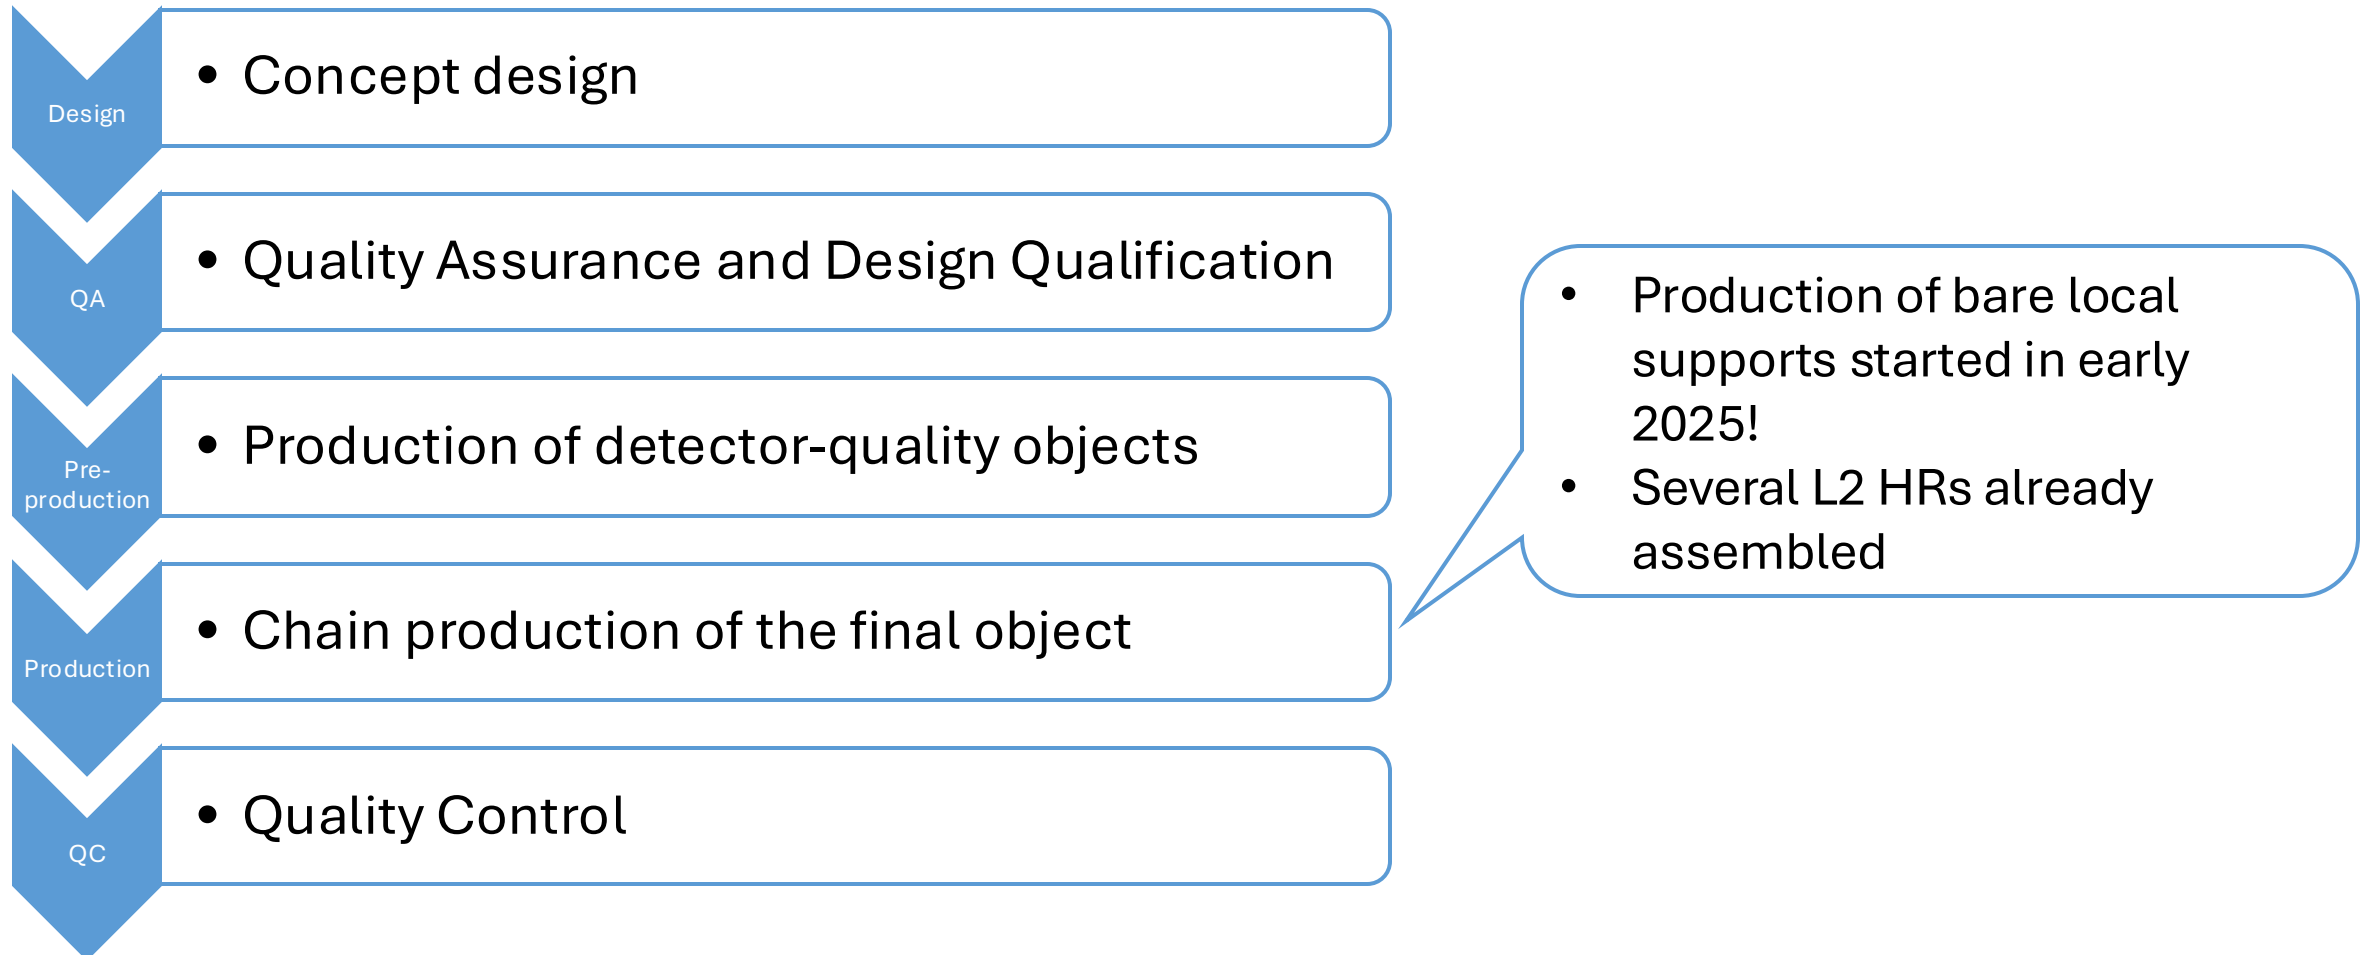 Design
• Concept design
QA
• Quality Assurance and Design Qualification
Pre-
production
• Production of detector-quality objects
Production
• Chain production of the final object
QC
• Quality Control
• Production of bare local
supports started in early
2025!
• Several L2 HRs already
assembled